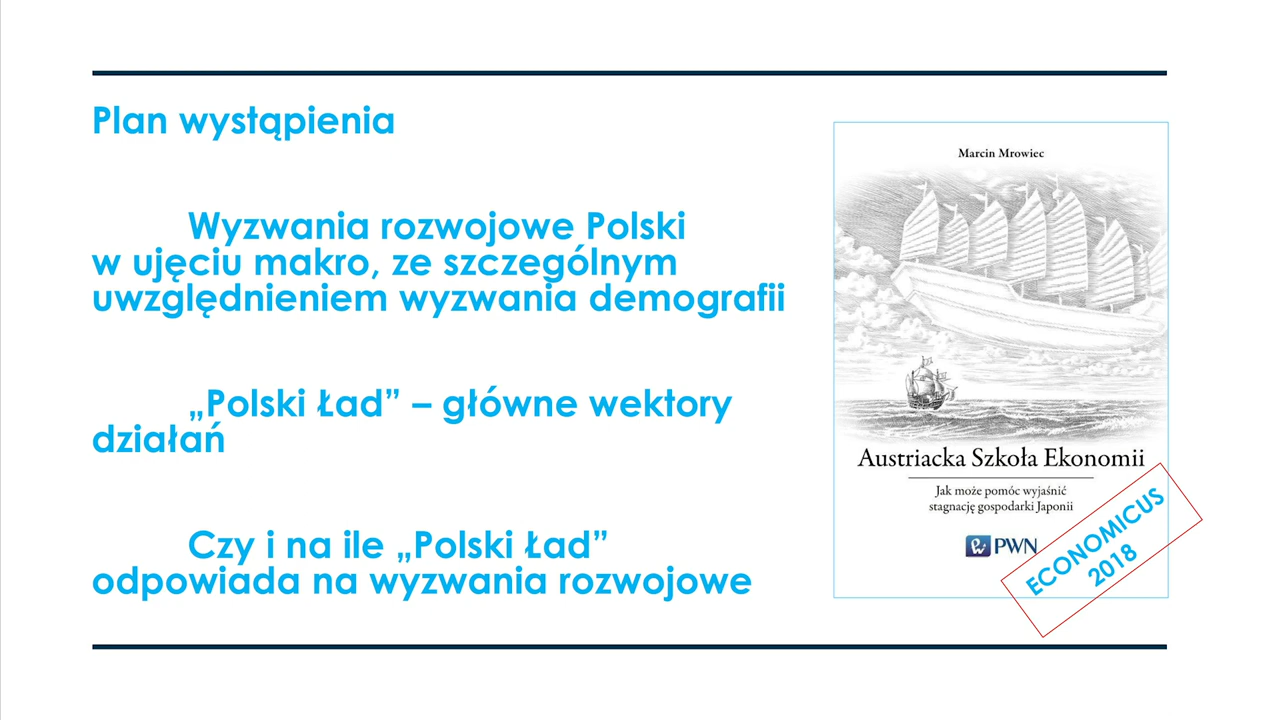 Plan wystąpienia
Wyzwania rozwojowe Polski
w ujęciu makro, ze szczególnym
uwzględnieniem wyzwania demografii
„Polski Ład” – główne wektory
działań
Czy i na ile „Polski Ład”
odpowiada na wyzwania rozwojowe
Marcin Mrowiec
Austriacka Szkoła Ekonomii
Jak może pomóc wyjaśnić
stagnację gospodarki Japonii
PWN
ECONOMICUS
2018